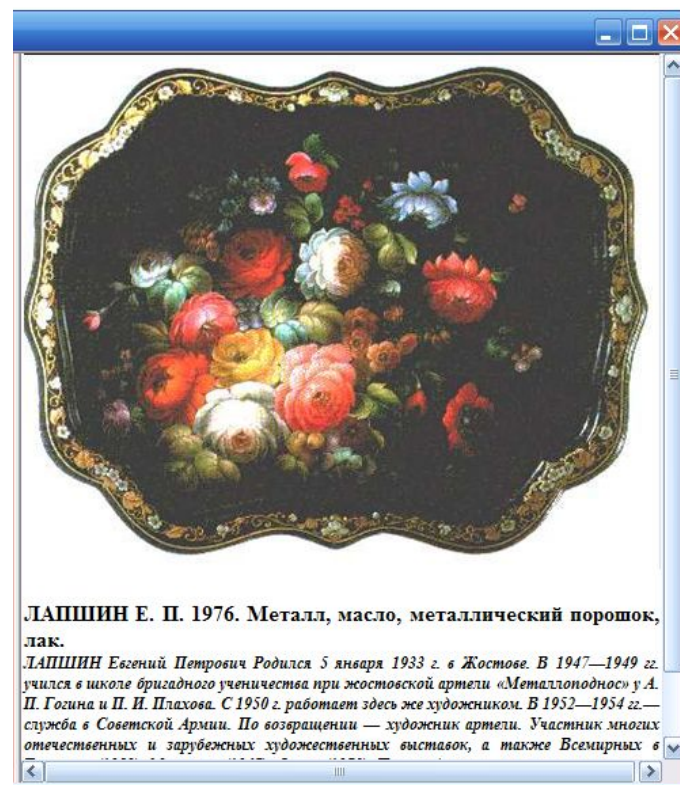 ЛАПШИН Е. П. 1976. Металл, масло, металлический порошок,
лак.
ЛАПШИН Евгений Петрович Родился 5 января 1933 г. в Жостове. В 1947—1949 гг.
учился в школе бригадного ученичества при жостовской артели «Металлоподнос» у А.
П. Гогина и П. И. Плахова. С 1950 г. работает здесь же художником. В 1952—1954 гг.—
служба в Советской Армии. По возвращении — художник артели. Участник многих
отечественных и зарубежных художественных выставок, а также Всемирных в